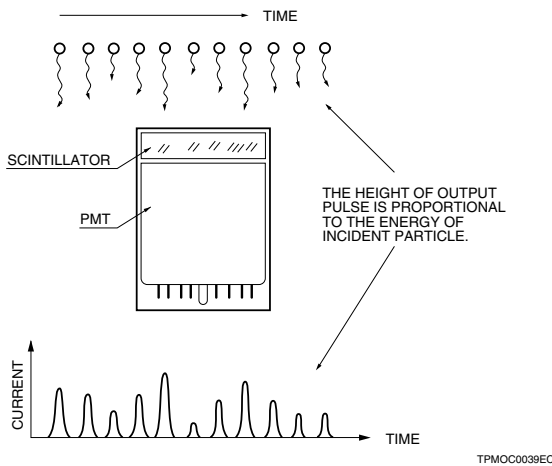 TIME
SCINTILLATOR
PMT
THE HEIGHT OF OUTPUT
PULSE IS PROPORTIONAL
TO THE ENERGY OF
INCIDENT PARTICLE.
CURRENT
TIME
TPMOC0039EC